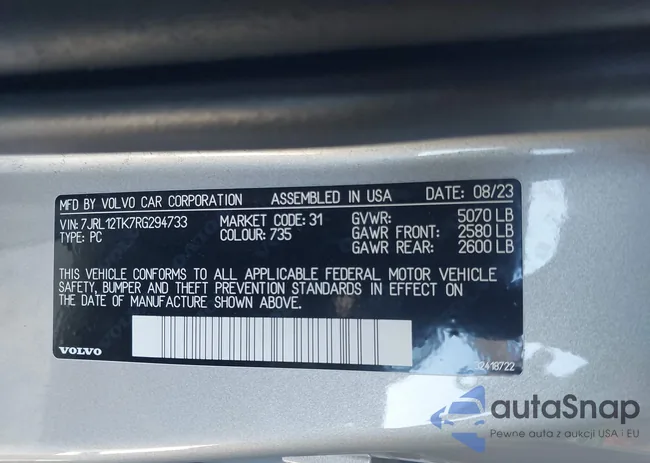 MFD BY VOLVO CAR CORPORATION ASSEMBLED IN USA DATE: 08/23
VIN: 7JRL12TK7RG294733 MARKET CODE: 31 GVWR: 5070 LB
TYPE: PC COLOUR: 735 GAWR FRONT: 2580 LB
GAWR REAR: 2600 LB
THIS VEHICLE CONFORMS TO ALL APPLICABLE FEDERAL MOTOR VEHICLE
SAFETY, BUMPER AND THEFT PREVENTION STANDARDS IN EFFECT ON
THE DATE OF MANUFACTURE SHOWN ABOVE.
VOLVO
32418722
autaSnap
Pewne auta z aukcji USA i EU